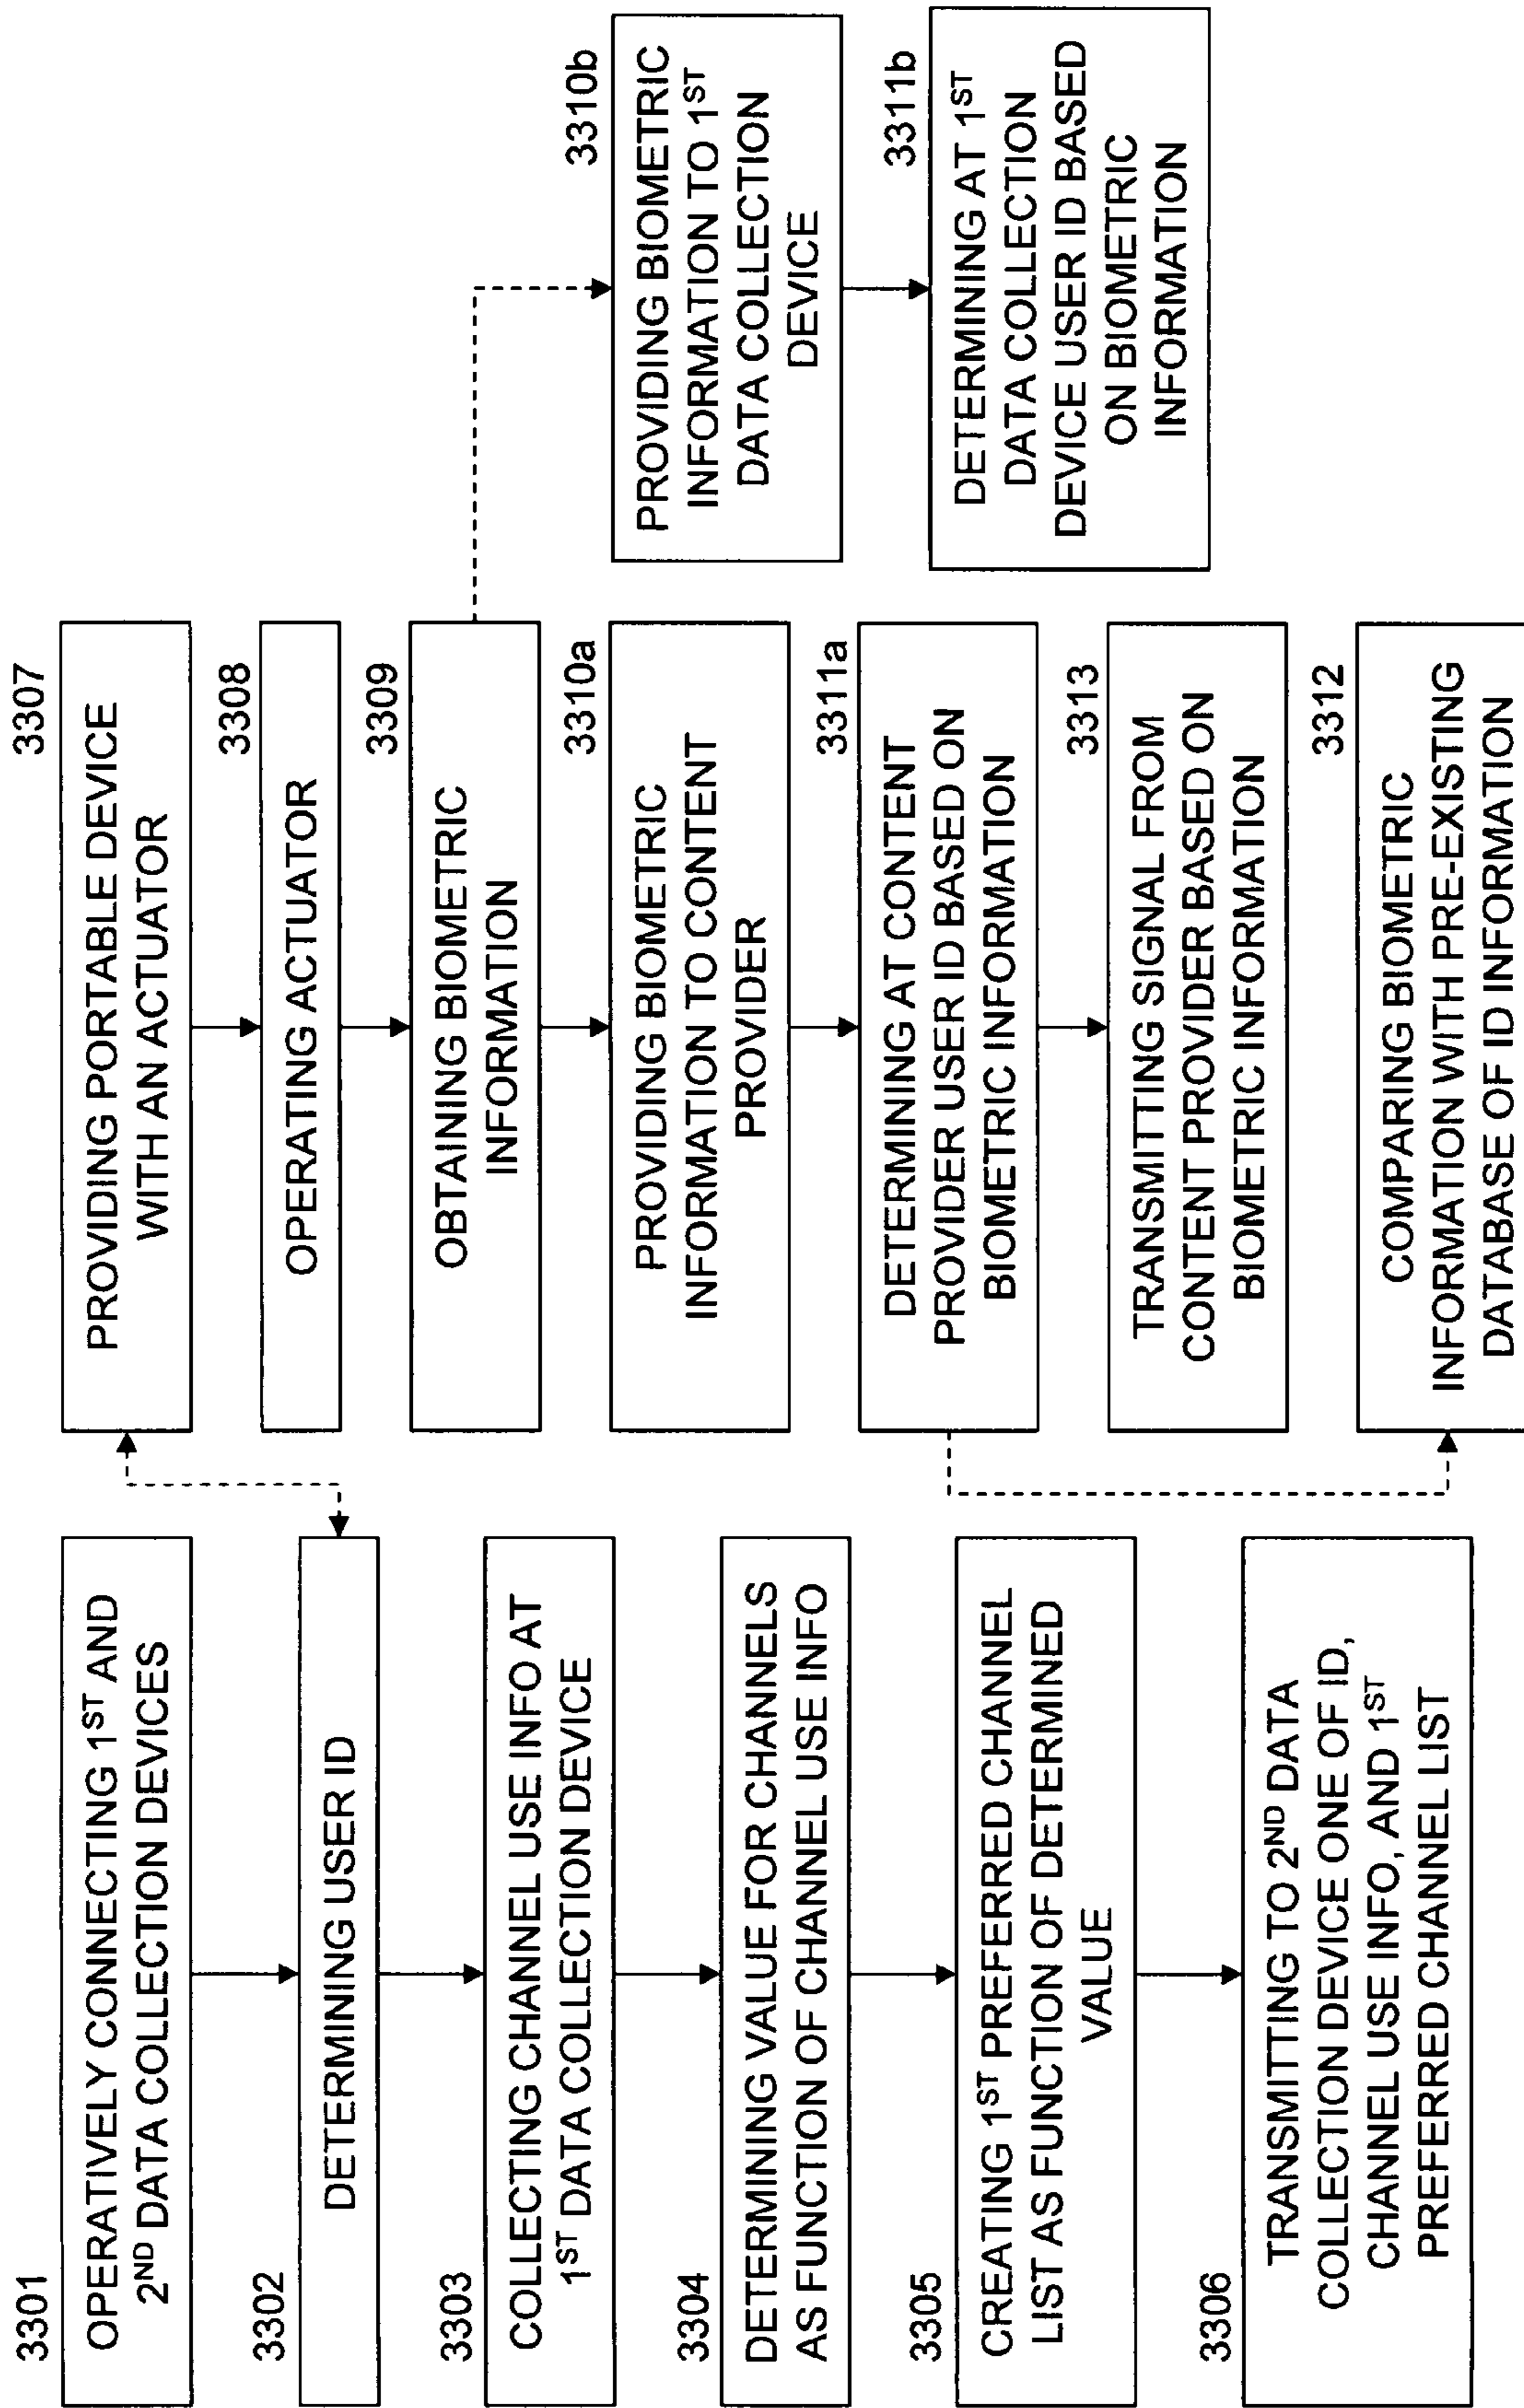 3301
OPERATIVELY CONNECTING 1ST AND
2ND DATA COLLECTION DEVICES
3302
DETERMINING USER ID
3303
COLLECTING CHANNEL USE INFO AT
1ST DATA COLLECTION DEVICE
3304
DETERMINING VALUE FOR CHANNELS
AS FUNCTION OF CHANNEL USE INFO
3305
CREATING 1ST PREFERRED CHANNEL
LIST AS FUNCTION OF DETERMINED
VALUE
3306
TRANSMITTING TO 2ND DATA
COLLECTION DEVICE ONE OF ID,
CHANNEL USE INFO, AND 1ST
PREFERRED CHANNEL LIST
3307
PROVIDING PORTABLE DEVICE
WITH AN ACTUATOR
3308
OPERATING ACTUATOR
3309
OBTAINING BIOMETRIC
INFORMATION
3310a
PROVIDING BIOMETRIC
INFORMATION TO CONTENT
PROVIDER
3311a
DETERMINING AT CONTENT
PROVIDER USER ID BASED ON
BIOMETRIC INFORMATION
3313
TRANSMITTING SIGNAL FROM
CONTENT PROVIDER BASED ON
BIOMETRIC INFORMATION
3312
COMPARING BIOMETRIC
INFORMATION WITH PRE-EXISTING
DATABASE OF ID INFORMATION
3310b
PROVIDING BIOMETRIC
INFORMATION TO 1ST
DATA COLLECTION
DEVICE
3311b
DETERMINING AT 1ST
DATA COLLECTION
DEVICE USER ID BASED
ON BIOMETRIC
INFORMATION